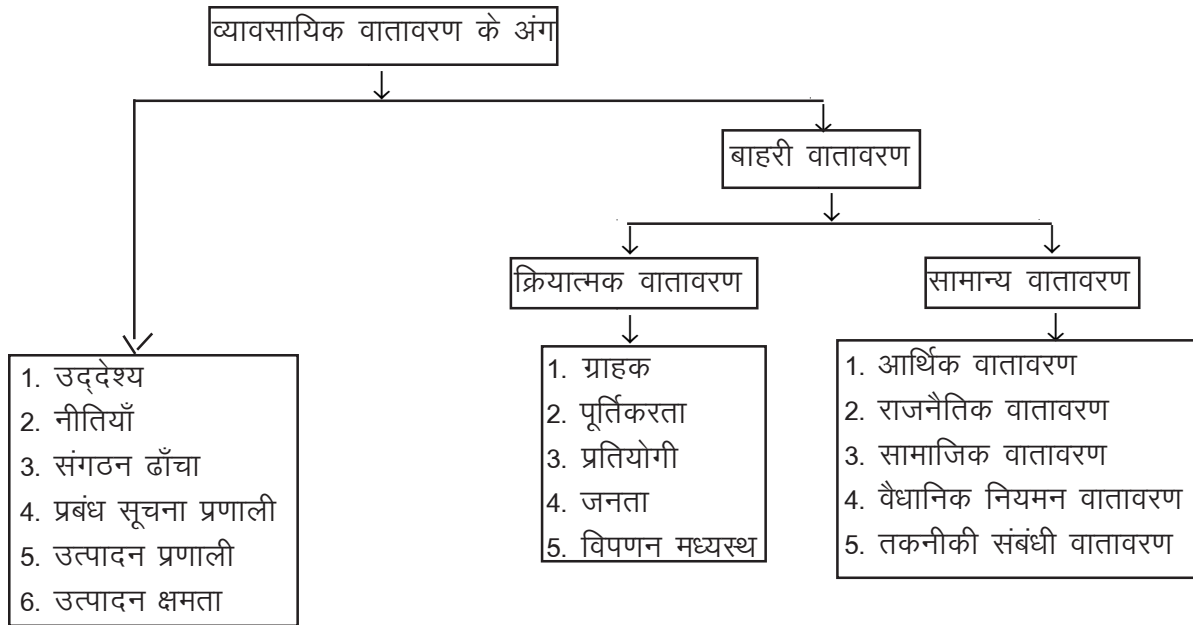 व्यावसायिक वातावरण के अंग
बाहरी वातावरण
क्रियात्मक वातावरण
सामान्य वातावरण
1. उद्‌देश्य
2. नीतियाँ
3. संगठन ढाँचा
4. प्रबंध सूचना प्रणाली
5. उत्पादन प्रणाली
6. उत्पादन क्षमता
1. ग्राहक
2. पूर्तिकरता
3. प्रतियोगी
4. जनता
5. विपणन मध्यस्थ
1. आर्थिक वातावरण
2. राजनैतिक वातावरण
3. सामाजिक वातावरण
4. वैधानिक नियमन वातावरण
5. तकनीकी संबंधी वातावरण